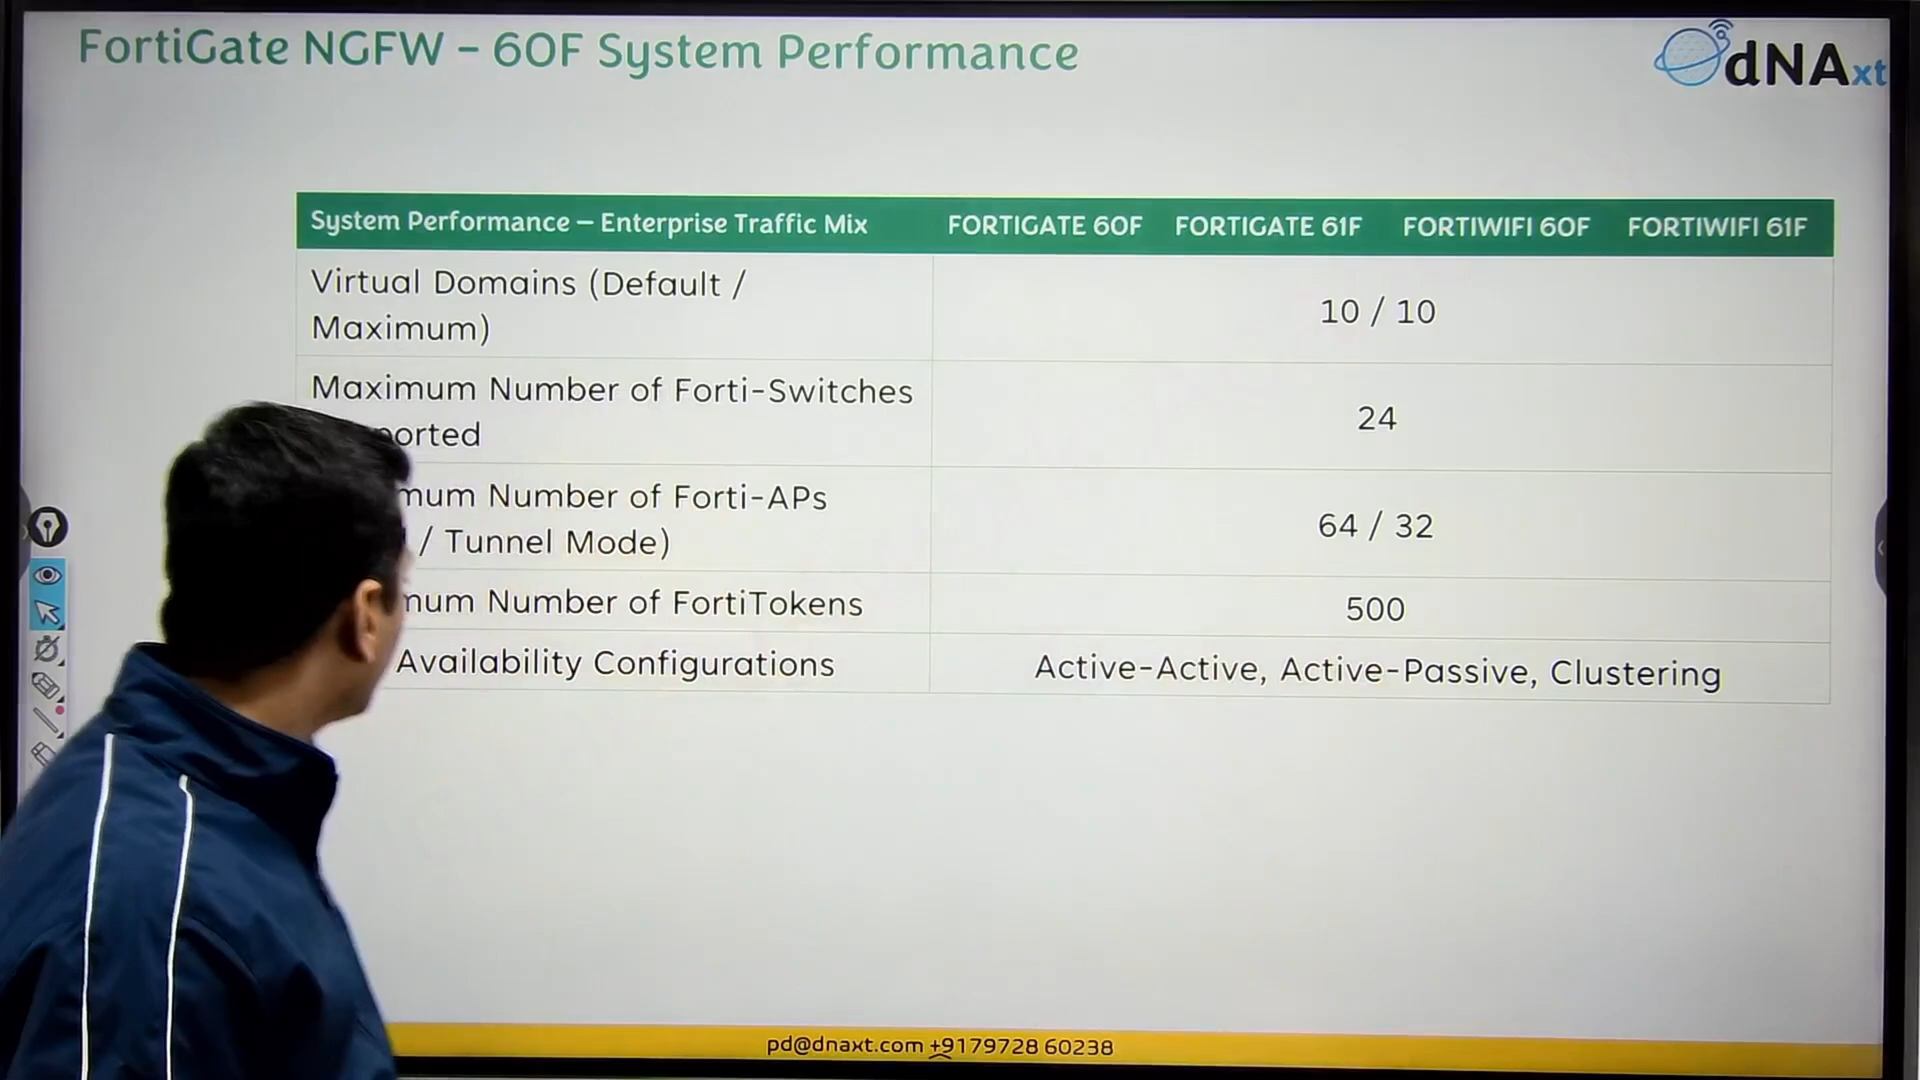 FortiGate NGFW – 60F System Performance
dNAxt
System Performance – Enterprise Traffic Mix FORTIGATE 60F FORTIGATE 61F FORTIWIFI 60F FORTIWIFI 61F
Virtual Domains (Default /
Maximum)
10 / 10
Maximum Number of Forti-Switches
orted
24
mum Number of Forti-APs
/ Tunnel Mode)
64 / 32
mum Number of FortiTokens
500
Availability Configurations
Active-Active, Active-Passive, Clustering
pd@dnaxt.com +9179728 60238